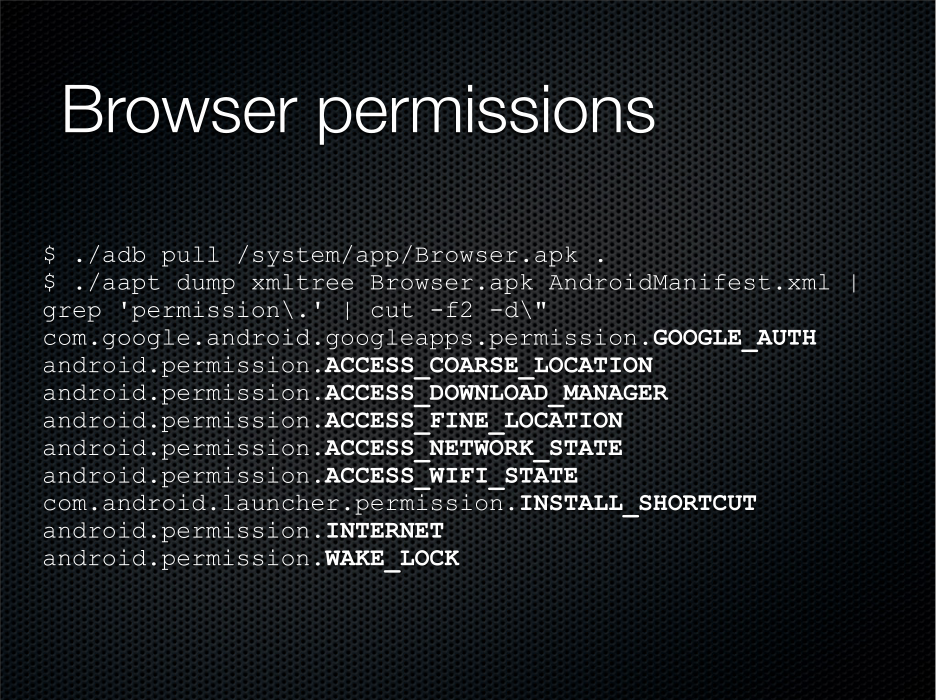 Browser permissions
$ ./adb pull /system/app/Browser.apk .
$ ./aapt dump xmltree Browser.apk AndroidManifest.xml |
grep 'permission\.' | cut -f2 -d\"
com.google.android.googleapps.permission.GOOGLE_AUTH
android.permission.ACCESS_COARSE_LOCATION
android.permission.ACCESS_DOWNLOAD_MANAGER
android.permission.ACCESS_FINE_LOCATION
android.permission.ACCESS_NETWORK_STATE
android.permission.ACCESS_WIFI_STATE
com.android.launcher.permission.INSTALL_SHORTCUT
android.permission.INTERNET
android.permission.WAKE_LOCK